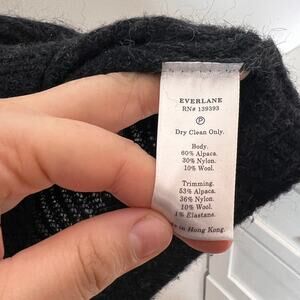 EVERLANE
RN# 139393
P
Dry Clean Only.
Body.
60% Alpaca.
30% Nylon.
10% Wool.
Trimming.
53% Alpaca.
36% Nylon.
10% Wool.
1% Elastane.
in Hong Kong.